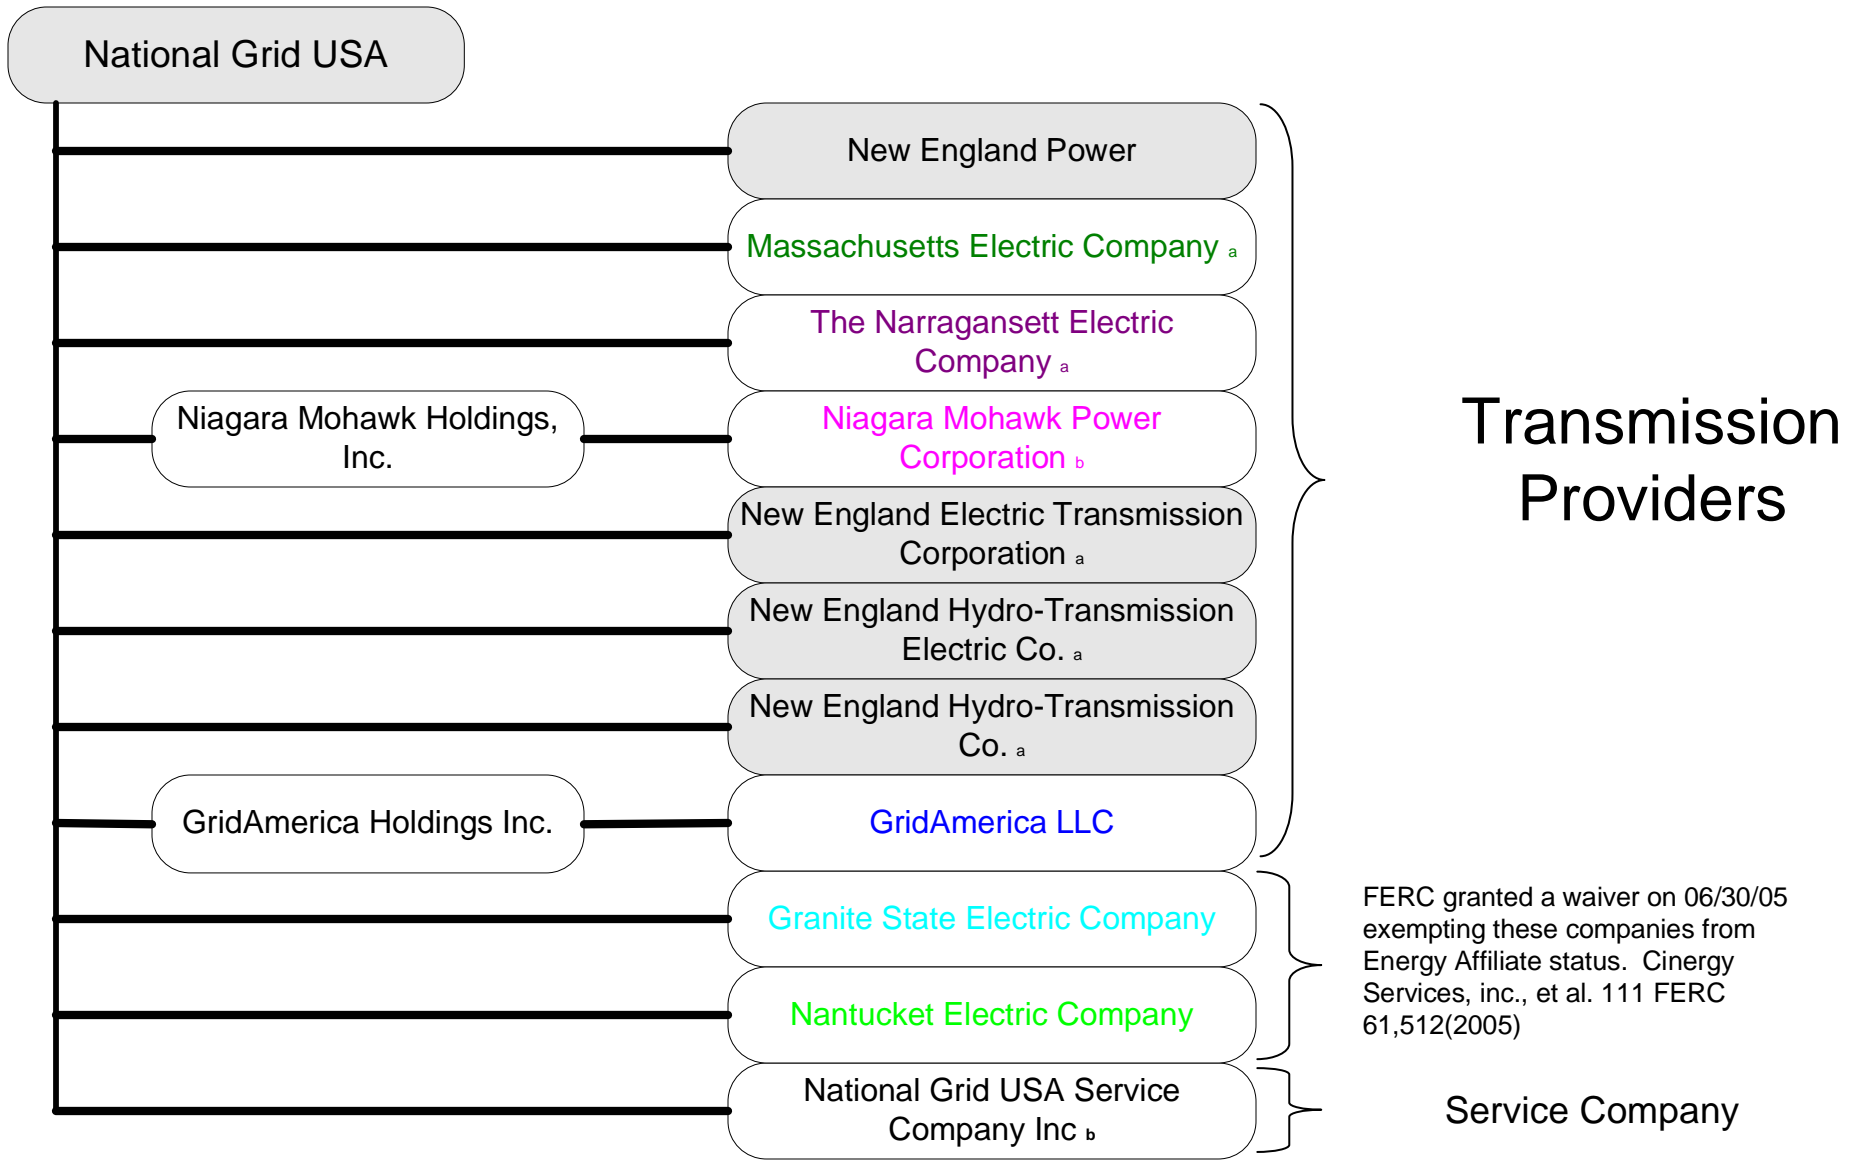 National Grid USA
New England Power
Massachusetts Electric Company a
The Narragansett Electric
Company a
Niagara Mohawk Holdings,
Inc.
Niagara Mohawk Power
Corporation b
New England Electric Transmission
Corporation a
New England Hydro-Transmission
Electric Co. a
New England Hydro-Transmission
Co. a
GridAmerica Holdings Inc.
GridAmerica LLC
Transmission
Providers
Granite State Electric Company
Nantucket Electric Company
FERC granted a waiver on 06/30/05
exempting these companies from
Energy Affiliate status.  Cinergy
Services, inc., et al. 111 FERC
61,512(2005)
National Grid USA Service
Company Inc b
Service Company